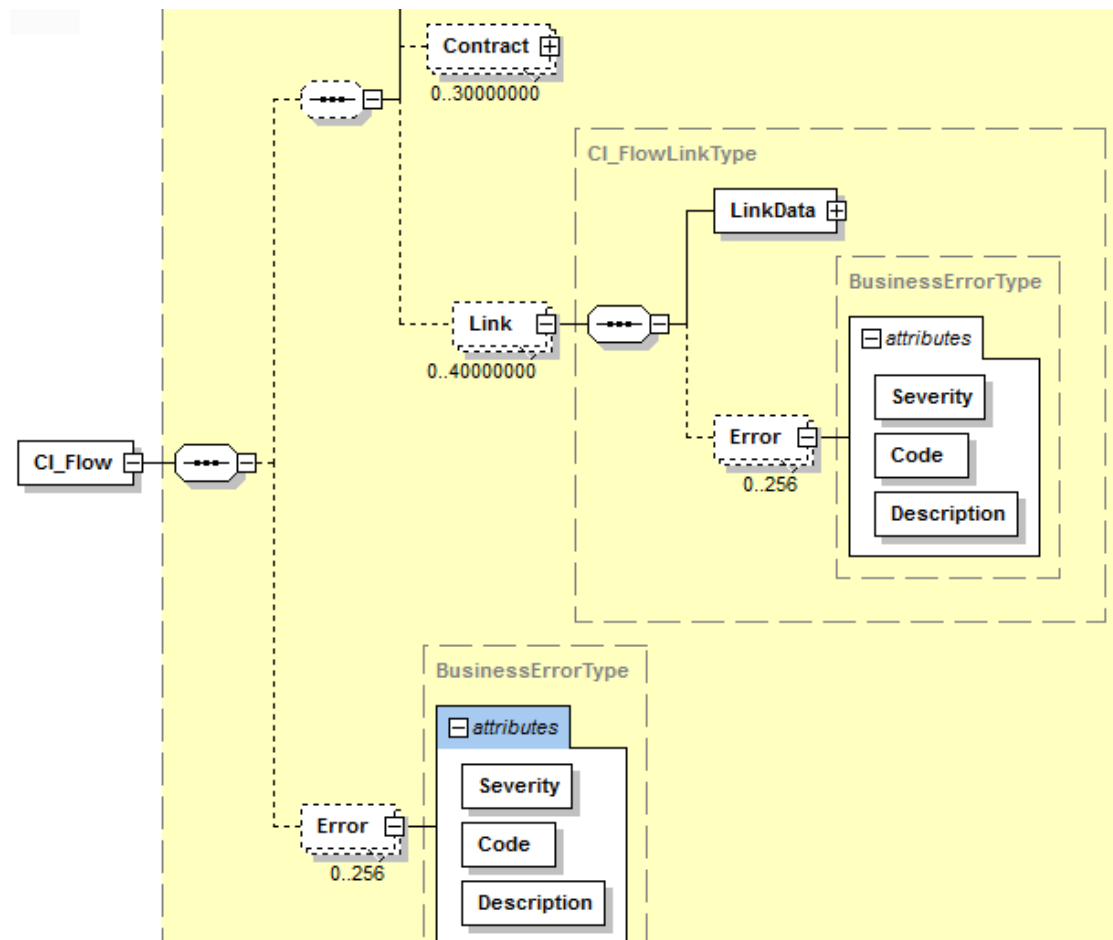 Contract
0..30000000
CI_FlowLinkType
LinkData
BusinessErrorType
attributes
Severity
Link
0..40000000
Code
Error
0..256
Description
CI_Flow
BusinessErrorType
attributes
Severity
Error
0..256
Code
Description